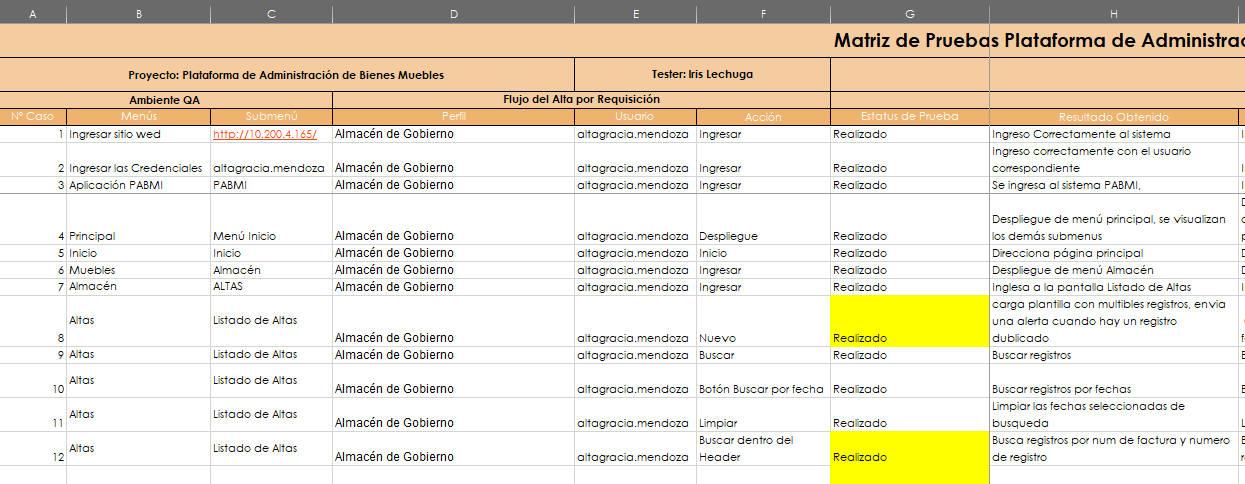 A B C D E F G H
Matriz de Pruebas Plataforma de Administrac
Proyecto: Plataforma de Administración de Bienes Muebles Tester: Iris Lechuga
Ambiente QA Flujo del Alta por Requisición
Nº Caso Menús Submenú Perfil Usuario Acción Estatus de Prueba Resultado Obtenido
1 Ingresar sitio wed http://10.200.4.165/ Almacén de Gobierno altagracia.mendoza Ingresar Realizado Ingreso Correctamente al sistema
Ingreso correctamente con el usuario
2 Ingresar las Credenciales altagracia.mendoza Almacén de Gobierno altagracia.mendoza Ingresar Realizado correspondiente
3 Aplicación PABMI PABMI Almacén de Gobierno altagracia.mendoza Ingresar Realizado Se ingresa al sistema PABMI,
Despliegue de menú principal, se visualizan
4 Principal Menú Inicio Almacén de Gobierno altagracia.mendoza Despliegue Realizado los demás submenus
5 Inicio Inicio Almacén de Gobierno altagracia.mendoza Inicio Realizado Direcciona página principal
6 Muebles Almacén Almacén de Gobierno altagracia.mendoza Ingresar Realizado Despliegue de menú Almacén
7 Almacén ALTAS Almacén de Gobierno altagracia.mendoza Ingresar Realizado Inglesa a la pantalla Listado de Altas
carga plantilla con multibles registros, envia
Altas Listado de Altas una alerta cuando hay un registro
8 Almacén de Gobierno altagracia.mendoza Nuevo Realizado dublicado
9 Altas Listado de Altas Almacén de Gobierno altagracia.mendoza Buscar Realizado Buscar registros
Altas Listado de Altas
10 Almacén de Gobierno altagracia.mendoza Botón Buscar por fecha Realizado Buscar registros por fechas
Altas Listado de Altas Limpiar las fechas seleccionadas de
11 Almacén de Gobierno altagracia.mendoza Limpiar Realizado busqueda
Altas Listado de Altas Buscar dentro del Busca registros por num de factura y numero
12 Almacén de Gobierno altagracia.mendoza Header Realizado de registro